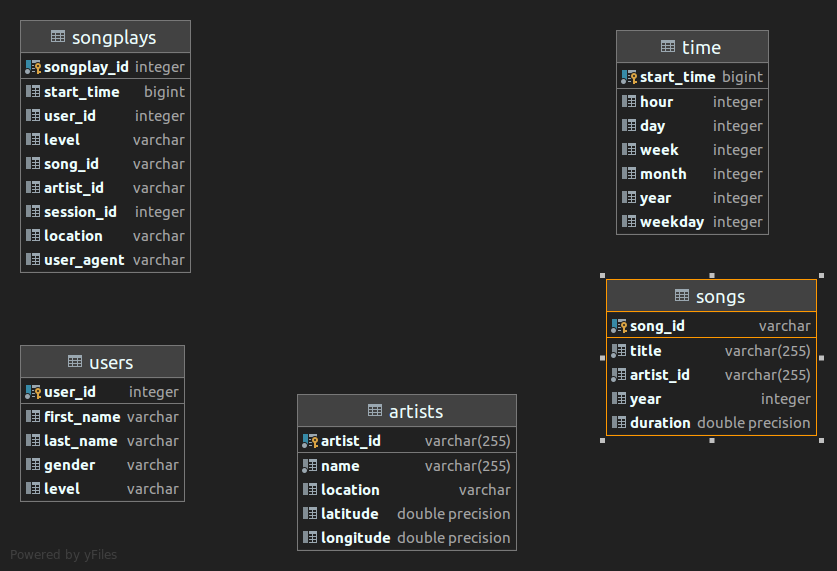 songplays
songplay_id integer
start_time bigint
user_id integer
level varchar
song_id varchar
artist_id varchar
session_id integer
location varchar
user_agent varchar
time
start_time bigint
hour integer
day integer
week integer
month integer
year integer
weekday integer
songs
song_id varchar
title varchar(255)
artist_id varchar(255)
year integer
duration double precision
users
user_id integer
first_name varchar
last_name varchar
gender varchar
level varchar
artists
artist_id varchar(255)
name varchar(255)
location varchar
latitude double precision
longitude double precision
Powered by yFiles